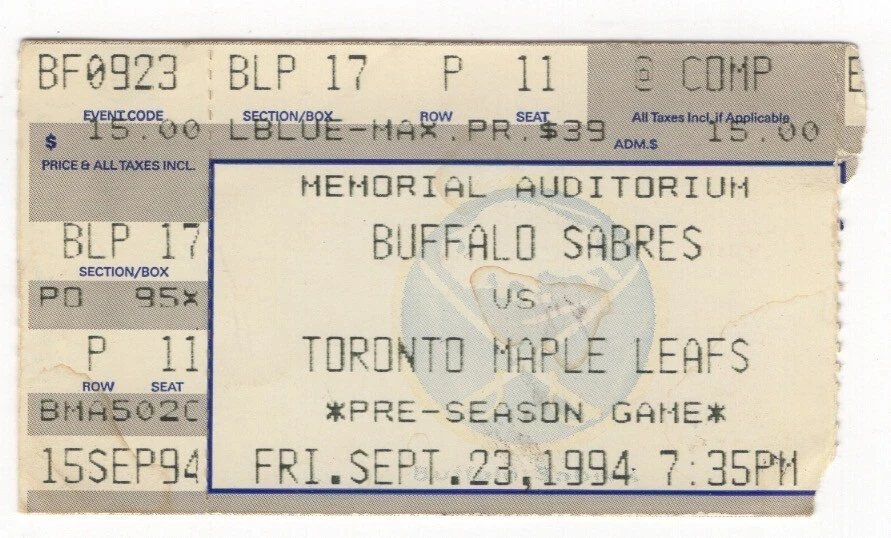 BF0923 BLP 17 P 11 @ COMP E
EVENT CODE SECTION/BOX ROW SEAT All Taxes Incl. if Applicable
$ 15.00 LBLUE-MAX.PR.$39 ADM.$ 15.00
PRICE & ALL TAXES INCL.
MEMORIAL AUDITORIUM
BUFFALO SABRES
VS
TORONTO MAPLE LEAFS
*PRE-SEASON GAME*
FRI.SEPT.23,1994 7:35PM
BLP 17
SECTION/BOX
PO 95X
P 11
ROW SEAT
BMA502C
15SEP94